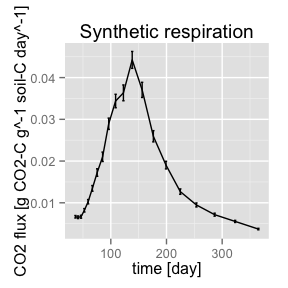 Synthetic respiration
CO2 flux [g CO2-C g^-1 soil-C day^-1]
0.04
0.03
0.02
0.01
100 200 300
time [day]